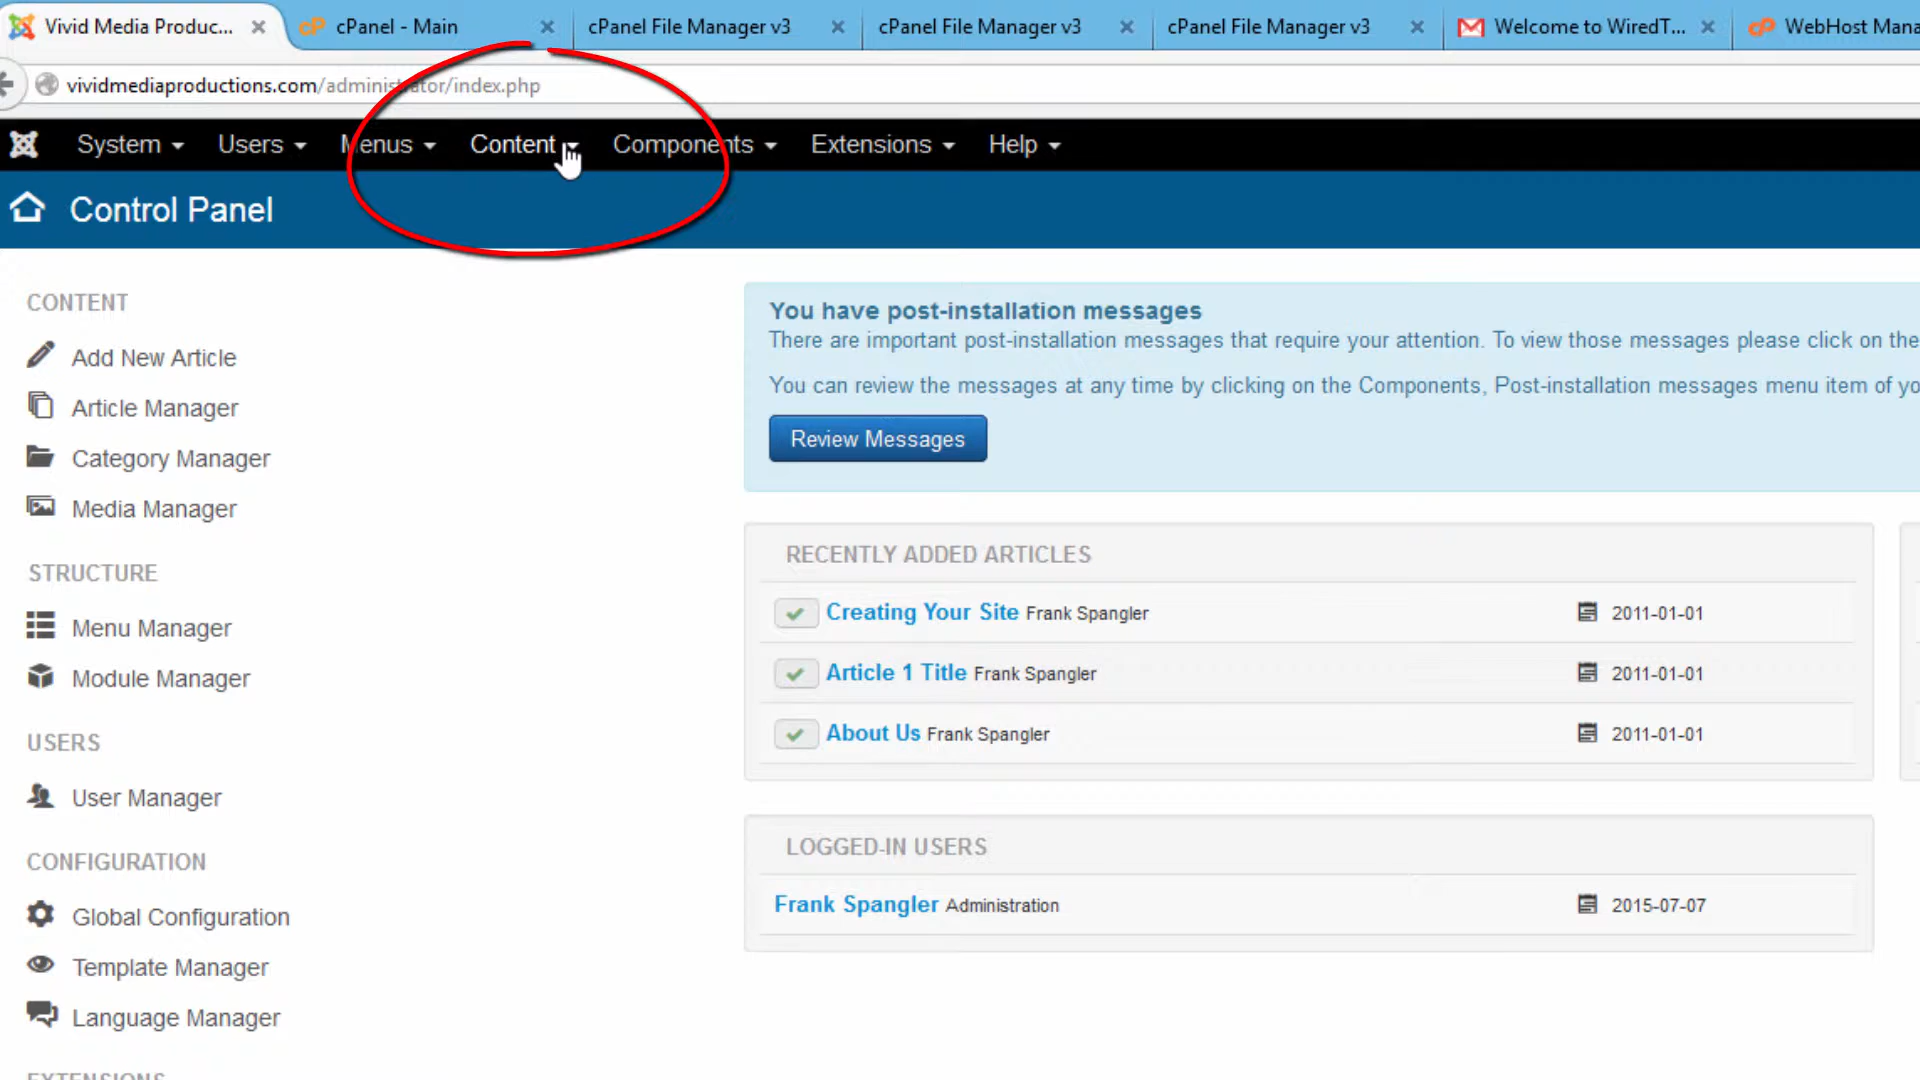 Vivid Media Produc...
cPanel - Main
cPanel File Manager v3
cPanel File Manager v3
cPanel File Manager v3
Welcome to WiredT...
WebHost Mana
vividmediaproductions.com/administrator/index.php
System Users Menus Content Components Extensions Help
Control Panel
CONTENT
Add New Article
Article Manager
Category Manager
Media Manager
STRUCTURE
Menu Manager
Module Manager
USERS
User Manager
CONFIGURATION
Global Configuration
Template Manager
Language Manager
EXTENSIONS
You have post-installation messages
There are important post-installation messages that require your attention. To view those messages please click on the
You can review the messages at any time by clicking on the Components, Post-installation messages menu item of yo
Review Messages
RECENTLY ADDED ARTICLES
Creating Your Site Frank Spangler 2011-01-01
Article 1 Title Frank Spangler 2011-01-01
About Us Frank Spangler 2011-01-01
LOGGED-IN USERS
Frank Spangler Administration 2015-07-07